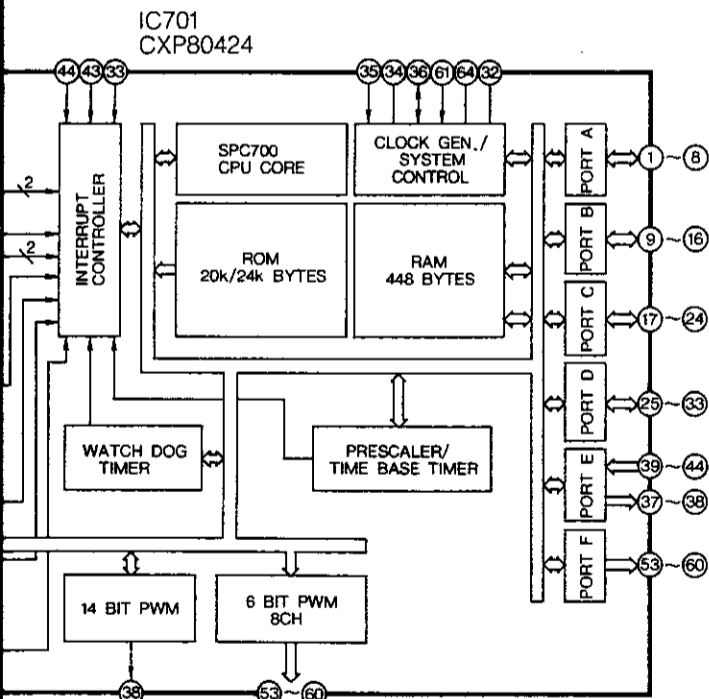 IC701
CXP80424
44 43 33
35 34 36 61 64 32
INTERRUPT
CONTROLLER
SPC700
CPU CORE
CLOCK GEN./
SYSTEM
CONTROL
PORT A
1 ~ 8
2
2
ROM
20k/24k BYTES
RAM
448 BYTES
PORT B
9 ~ 16
PORT C
17 ~ 24
PORT D
25 ~ 33
WATCH DOG
TIMER
PRESCALER/
TIME BASE TIMER
PORT E
39 ~ 44
37 ~ 38
PORT F
53 ~ 60
14 BIT PWM
6 BIT PWM
8CH
38
53 ~ 60